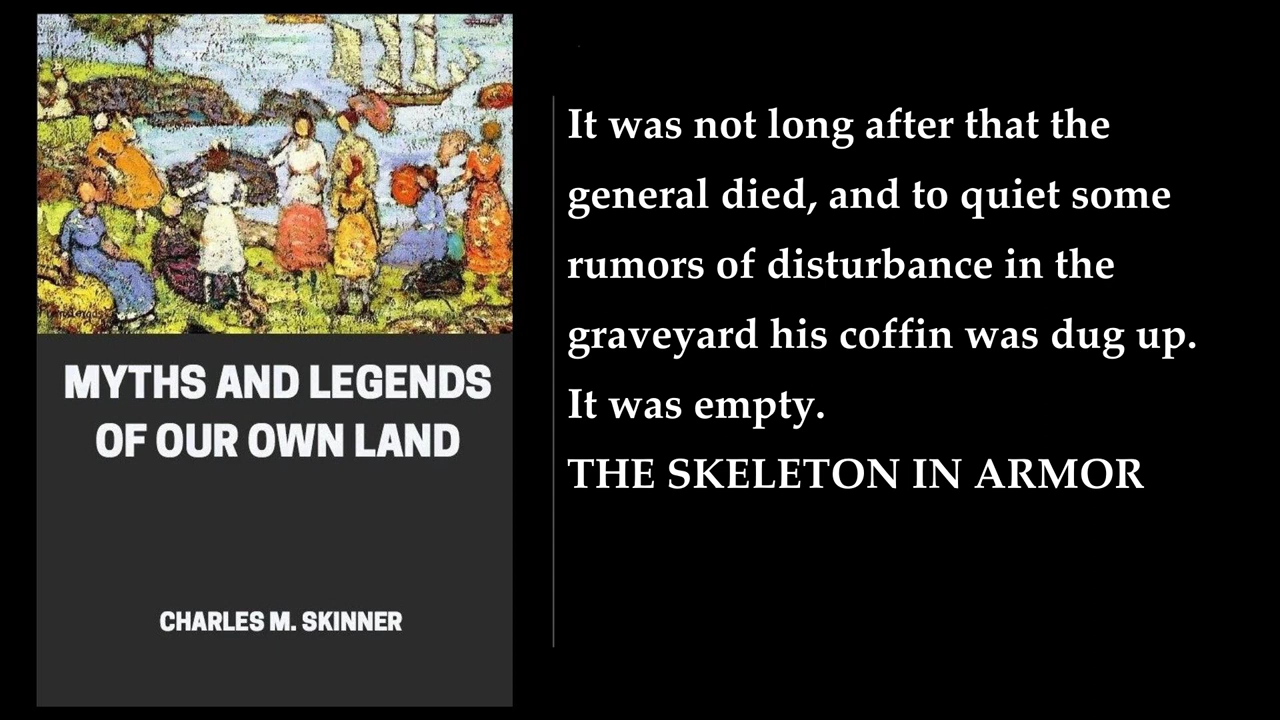 MYTHS AND LEGENDS
OF OUR OWN LAND
CHARLES M. SKINNER
It was not long after that the
general died, and to quiet some
rumors of disturbance in the
graveyard his coffin was dug up.
It was empty.
THE SKELETON IN ARMOR